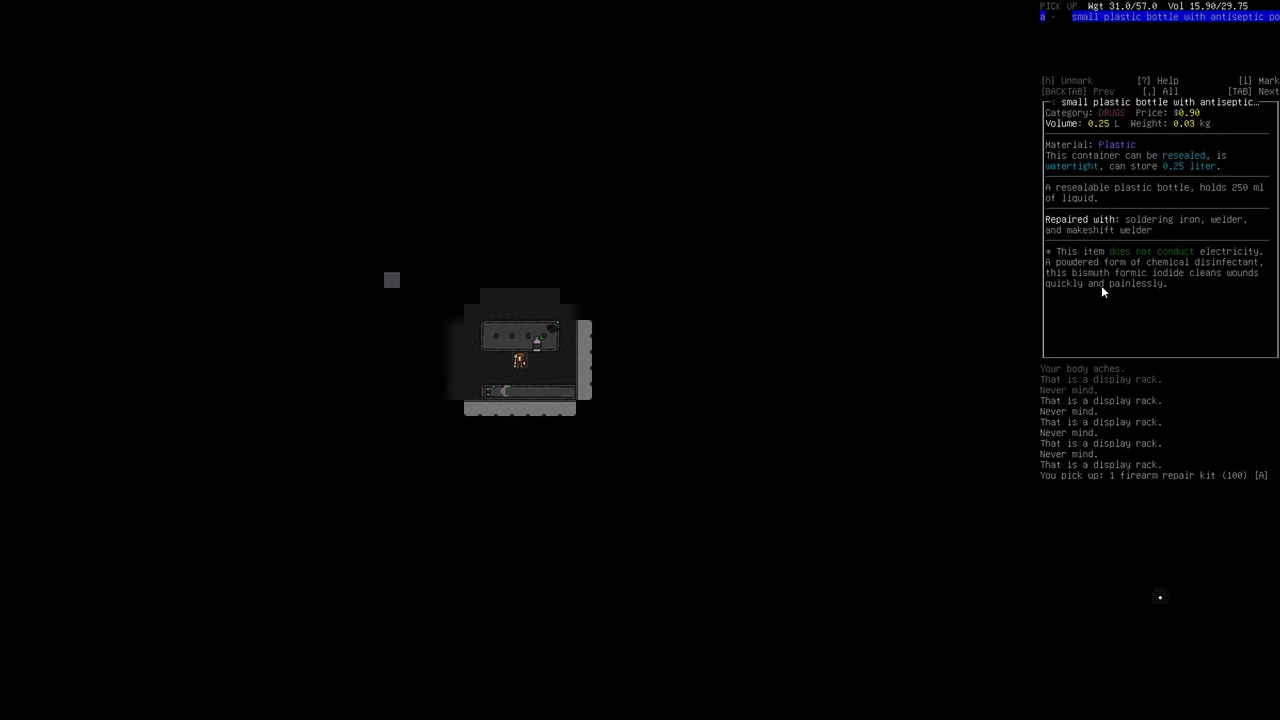 PICK UP Wgt 31.0/57.0 Vol 15.90/29.75
a - small plastic bottle with antiseptic po
[h] Unmark [?] Help [l] Mark
[BACKTAB] Prev [,] All [TAB] Next
< small plastic bottle with antiseptic…
Category: DRUGS Price: $0.90
Volume: 0.25 L Weight: 0.03 kg
Material: Plastic
This container can be resealed, is
watertight, can store 0.25 liter.
A resealable plastic bottle, holds 250 ml
of liquid.
Repaired with: soldering iron, welder,
and makeshift welder
* This item does not conduct electricity.
A powdered form of chemical disinfectant,
this bismuth formic iodide cleans wounds
quickly and painlessly.
Your body aches.
That is a display rack.
Never mind.
That is a display rack.
Never mind.
That is a display rack.
Never mind.
That is a display rack.
Never mind.
That is a display rack.
You pick up: 1 firearm repair kit (100) [A]